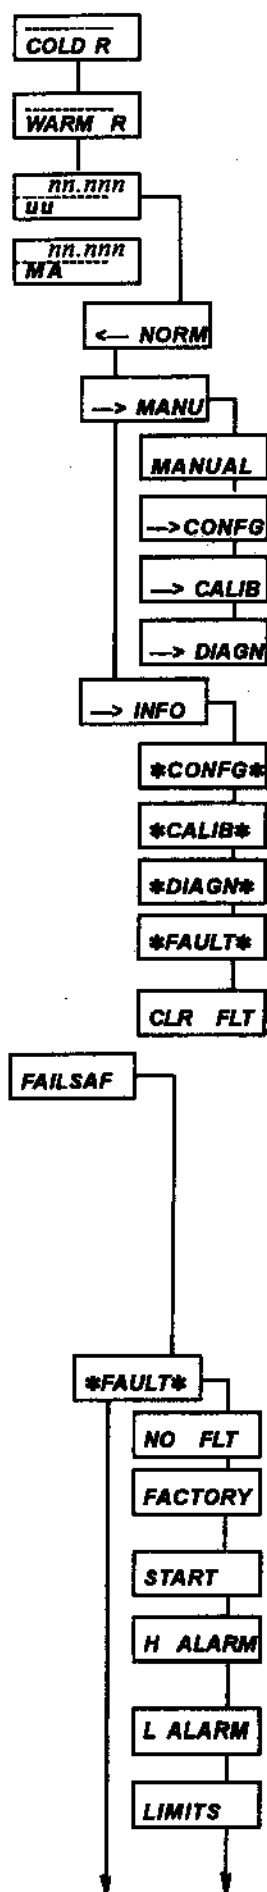 COLD R
WARM R
nn.nnn
uu
nn.nnn
MA
<— NORM
—> MANU
MANUAL
—>CONFG
—> CALIB
—> DIAGN
—> INFO
*CONFG*
*CALIB*
*DIAGN*
*FAULT*
CLR FLT
FAILSAF
*FAULT*
NO FLT
FACTORY
START
H ALARM
L ALARM
LIMITS